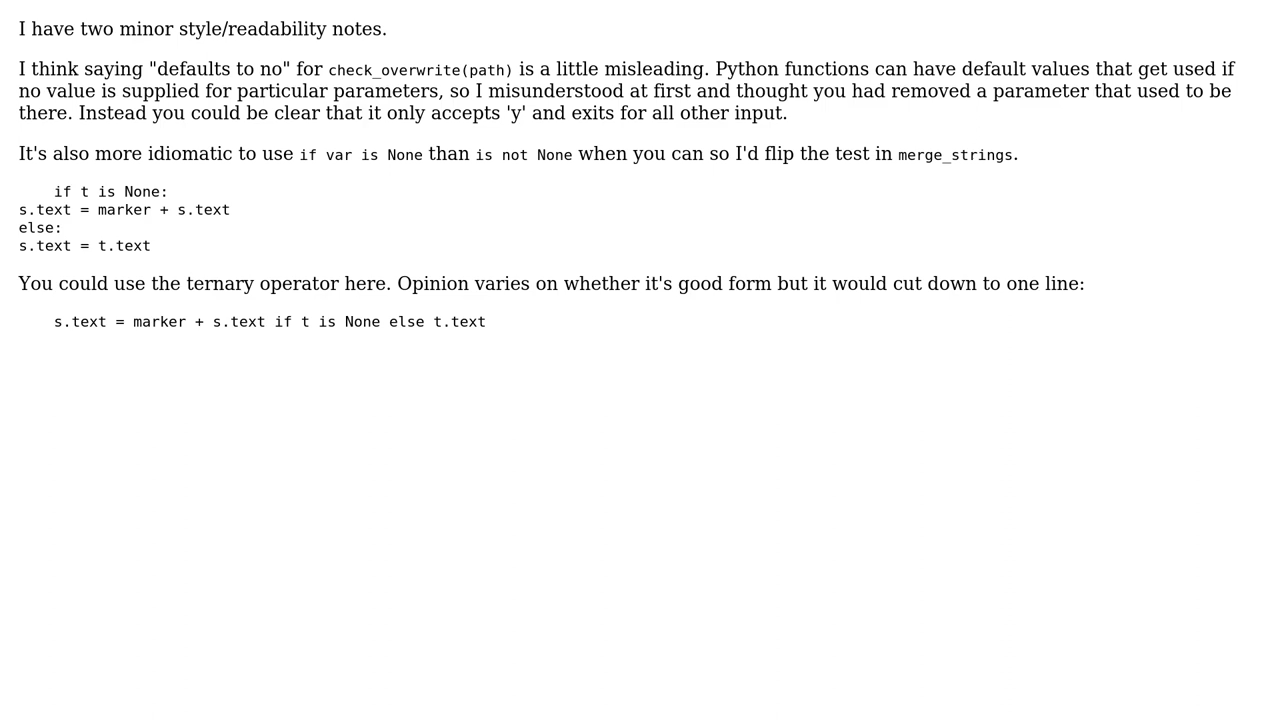 I have two minor style/readability notes.
I think saying "defaults to no" for check_overwrite(path) is a little misleading. Python functions can have default values that get used if
no value is supplied for particular parameters, so I misunderstood at first and thought you had removed a parameter that used to be
there. Instead you could be clear that it only accepts 'y' and exits for all other input.
It's also more idiomatic to use if var is None than is not None when you can so I'd flip the test in merge_strings.
    if t is None:
s.text = marker + s.text
else:
s.text = t.text
You could use the ternary operator here. Opinion varies on whether it's good form but it would cut down to one line:
    s.text = marker + s.text if t is None else t.text